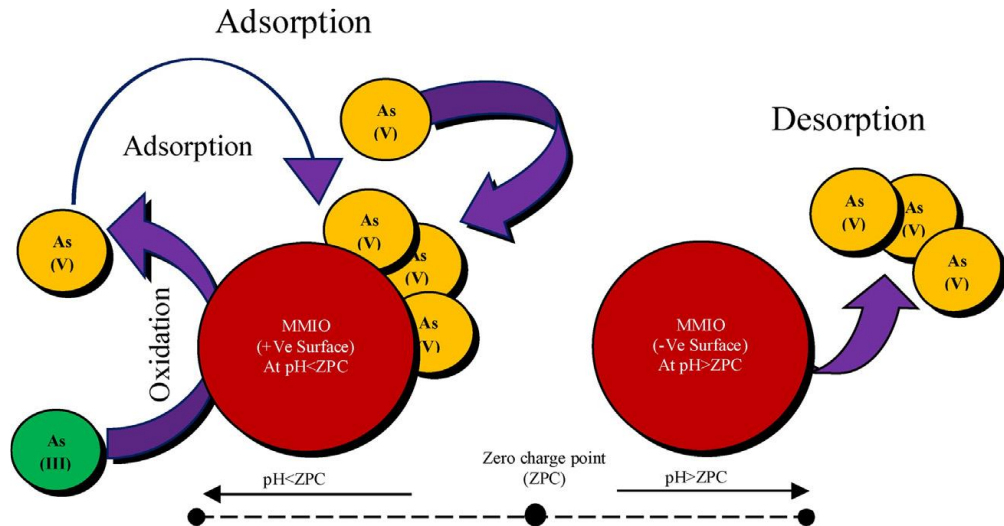 Adsorption
As
(V)
Adsorption
Desorption
As
(V)
As
(V)
As
(V)
As
(V)
As
(V)
As
(V)
As
(V)
As
(V)
Oxidation
MMIO
(+Ve Surface)
At pH<ZPC
MMIO
(-Ve Surface)
At pH>ZPC
As
(III)
Zero charge point
(ZPC)
pH<ZPC
pH>ZPC